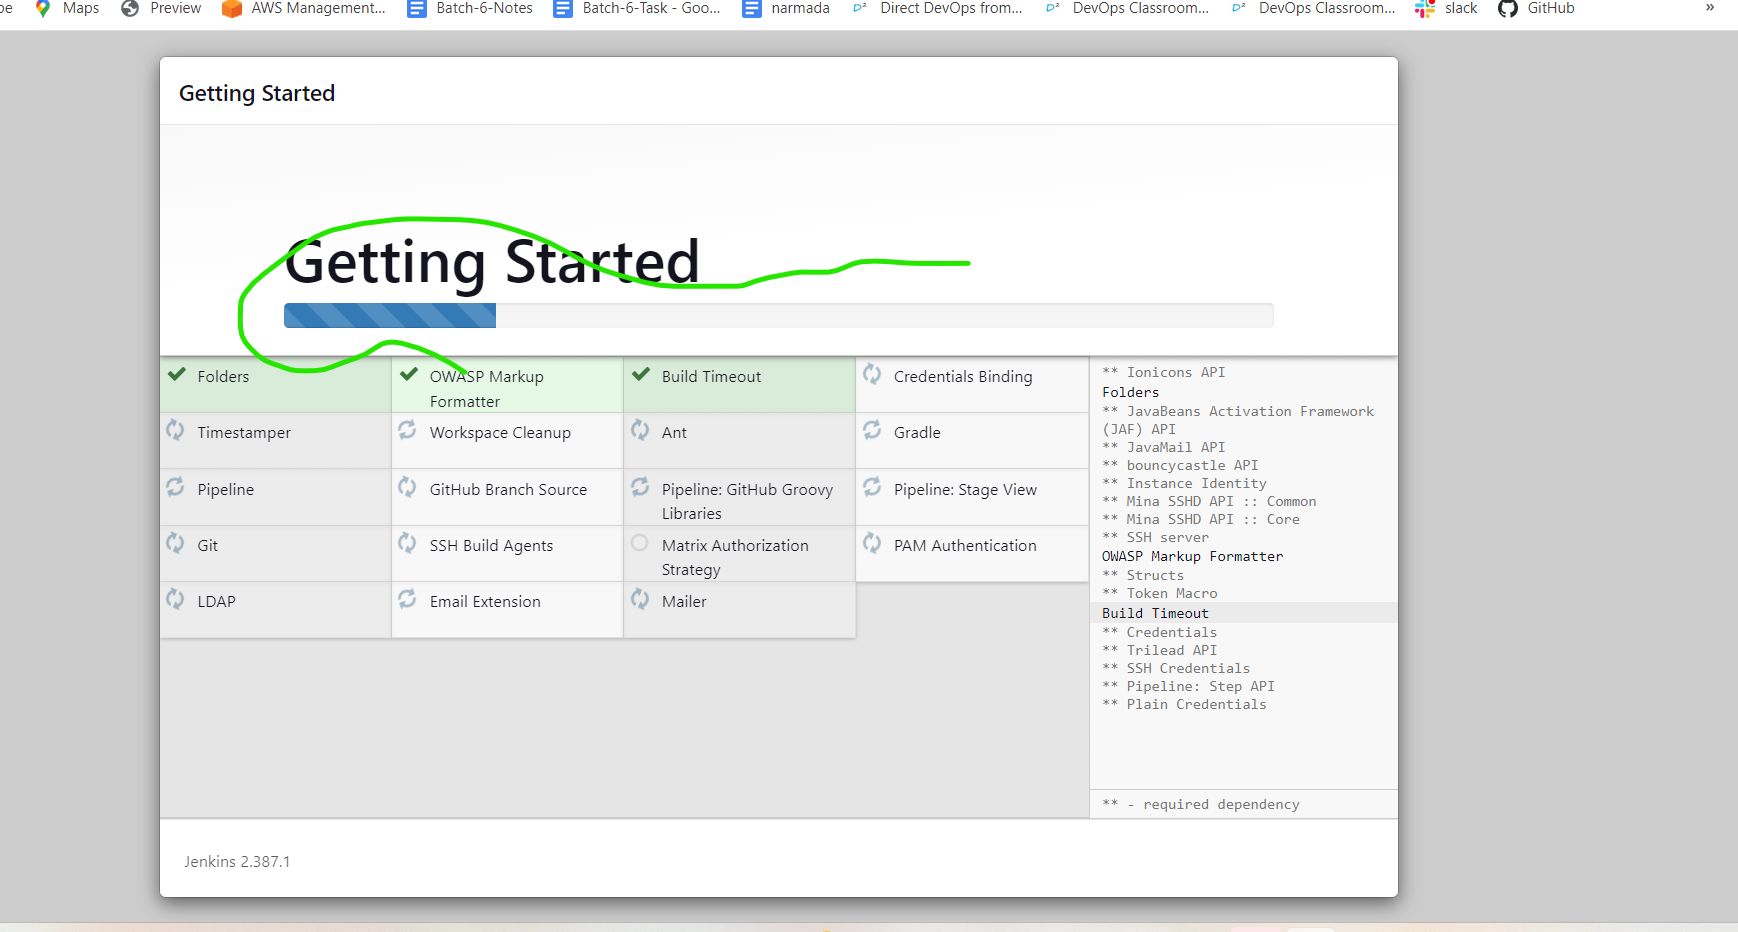 Maps Preview AWS Management... Batch-6-Notes Batch-6-Task - Goo... narmada Direct DevOps from... DevOps Classroom... DevOps Classroom... slack GitHub »
Getting Started
Getting Started
Folders
OWASP Markup
Formatter
Build Timeout
Credentials Binding
Timestamper
Workspace Cleanup
Ant
Gradle
Pipeline
GitHub Branch Source
Pipeline: GitHub Groovy
Libraries
Pipeline: Stage View
Git
SSH Build Agents
Matrix Authorization
Strategy
PAM Authentication
LDAP
Email Extension
Mailer
** Ionicons API
Folders
** JavaBeans Activation Framework
(JAF) API
** JavaMail API
** bouncycastle API
** Instance Identity
** Mina SSHD API :: Common
** Mina SSHD API :: Core
** SSH server
OWASP Markup Formatter
** Structs
** Token Macro
Build Timeout
** Credentials
** Trilead API
** SSH Credentials
** Pipeline: Step API
** Plain Credentials
** - required dependency
Jenkins 2.387.1